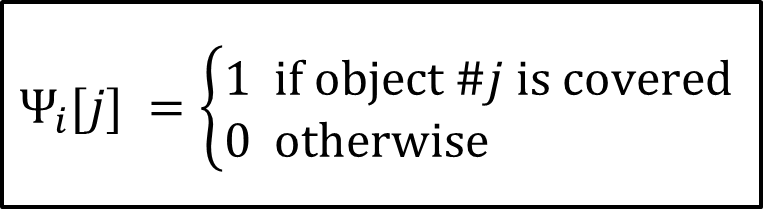 Ψᵢ[j] = { 1 if object #j is covered
0 otherwise